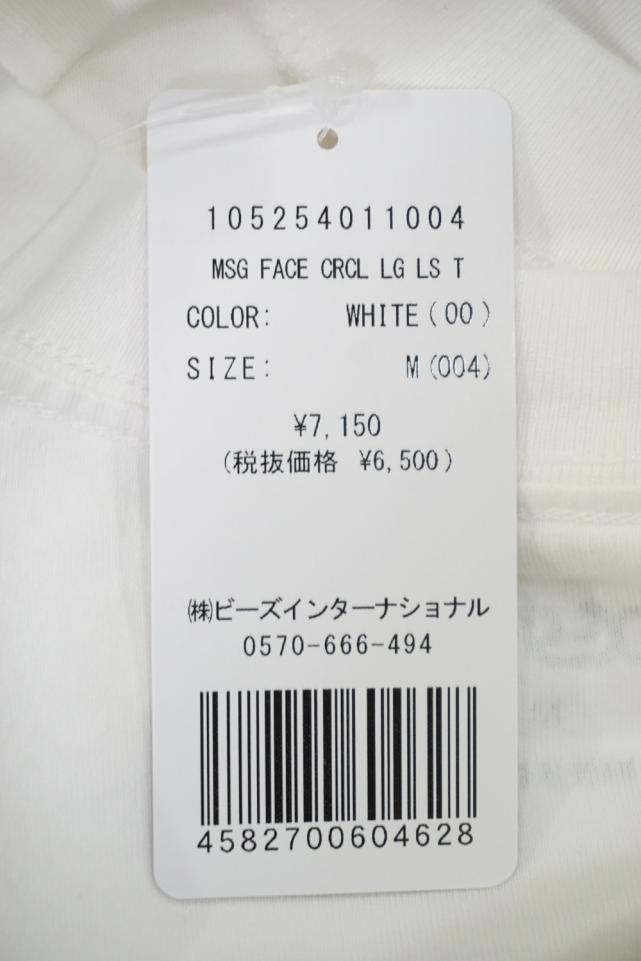 105254011004
MSG FACE CRCL LG LS T
COLOR: WHITE(00)
SIZE: M(004)
¥7,150
(税抜価格 ¥6,500)
㈱ビーズインターナショナル
0570-666-494
4582700604628